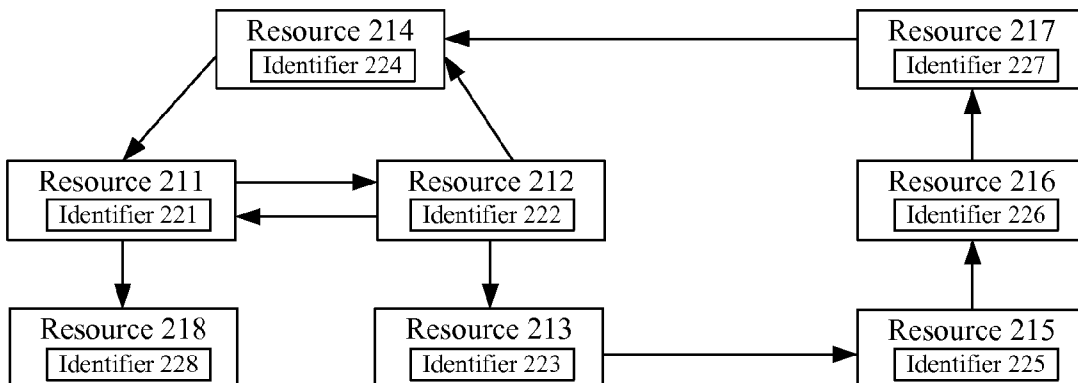 Resource 214
Identifier 224
Resource 217
Identifier 227
Resource 211
Identifier 221
Resource 212
Identifier 222
Resource 216
Identifier 226
Resource 218
Identifier 228
Resource 213
Identifier 223
Resource 215
Identifier 225